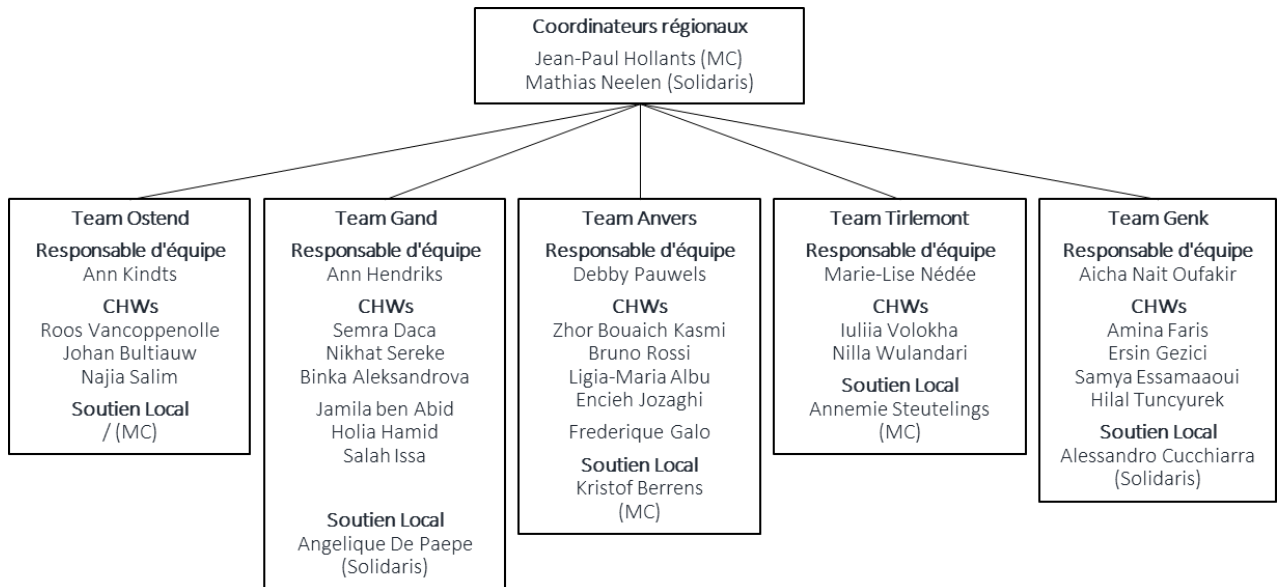 Coordinateurs régionaux
Jean-Paul Hollants (MC)
Mathias Neelen (Solidaris)
Team Ostend
Responsable d'équipe
Ann Kindts
CHWs
Roos Vancoppenolle
Johan Bultiauw
Najia Salim
Soutien Local
/ (MC)
Team Gand
Responsable d'équipe
Ann Hendriks
CHWs
Semra Daca
Nikhat Sereke
Binka Aleksandrova
Jamila ben Abid
Holia Hamid
Salah Issa
Soutien Local
Angelique De Paepe
(Solidaris)
Team Anvers
Responsable d'équipe
Debby Pauwels
CHWs
Zhor Bouaich Kasmi
Bruno Rossi
Ligia-Maria Albu
Encieh Jozaghi
Frederique Galo
Soutien Local
Kristof Berrens
(MC)
Team Tirlemont
Responsable d'équipe
Marie-Lise Nédée
CHWs
Iuliia Volokha
Nilla Wulandari
Soutien Local
Annemie Steutelings
(MC)
Team Genk
Responsable d'équipe
Aicha Nait Oufakir
CHWs
Amina Faris
Ersin Gezici
Samya Essamaaoui
Hilal Tuncyurek
Soutien Local
Alessandro Cucchiarra
(Solidaris)